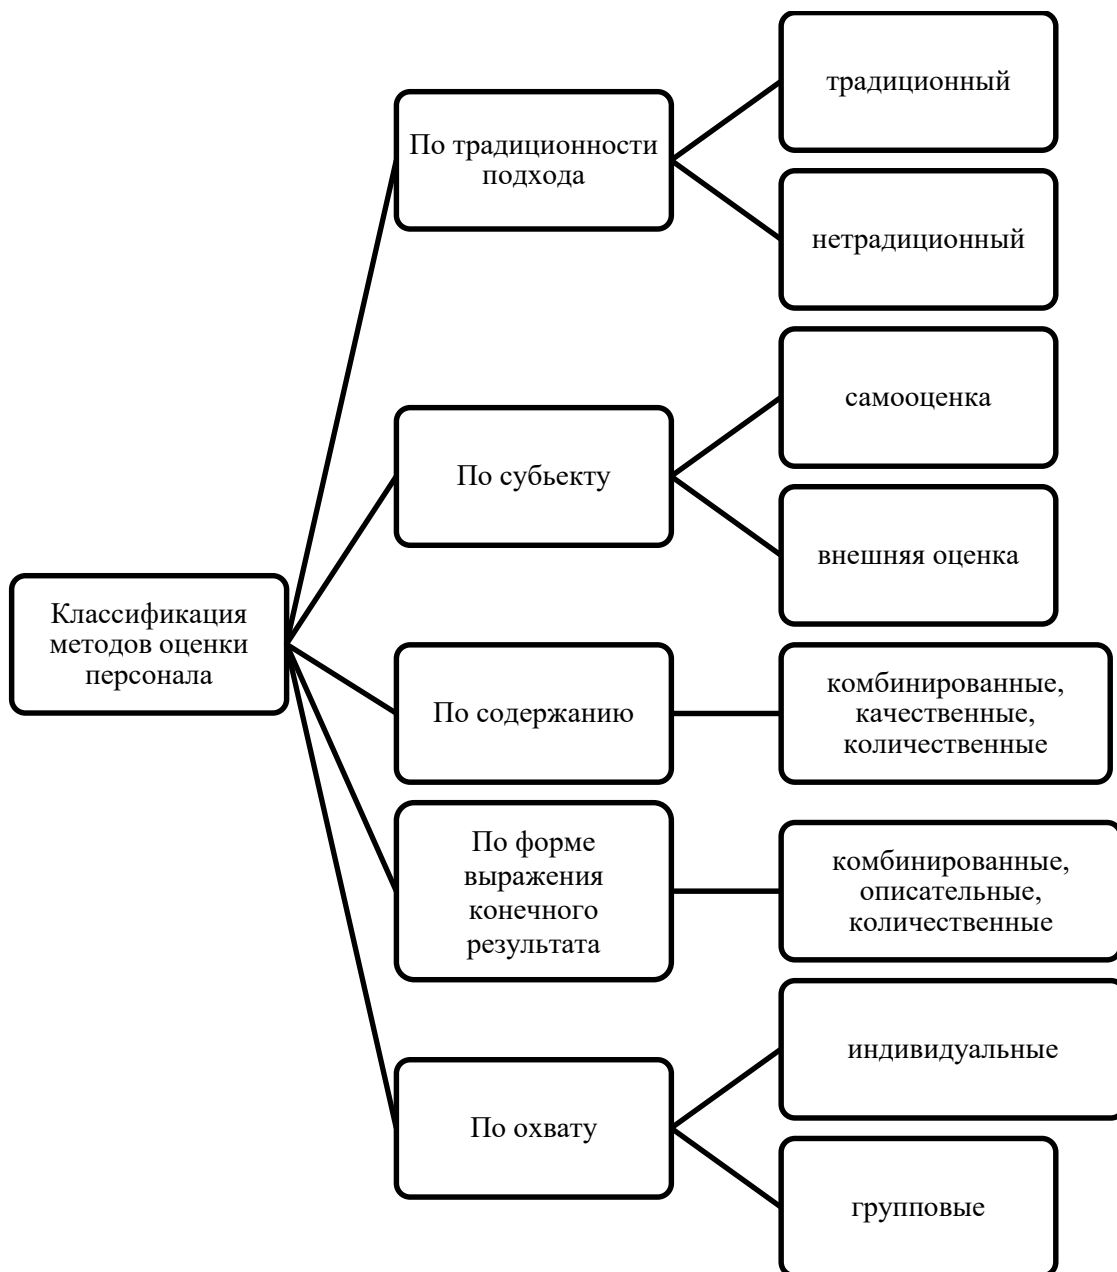 традиционный
По традиционности
подхода
нетрадиционный
самооценка
По субьекту
внешняя оценка
Классификация
методов оценки
персонала
По содержанию
комбинированные,
качественные,
количественные
По форме
выражения
конечного
результата
комбинированные,
описательные,
количественные
индивидуальные
По охвату
групповые